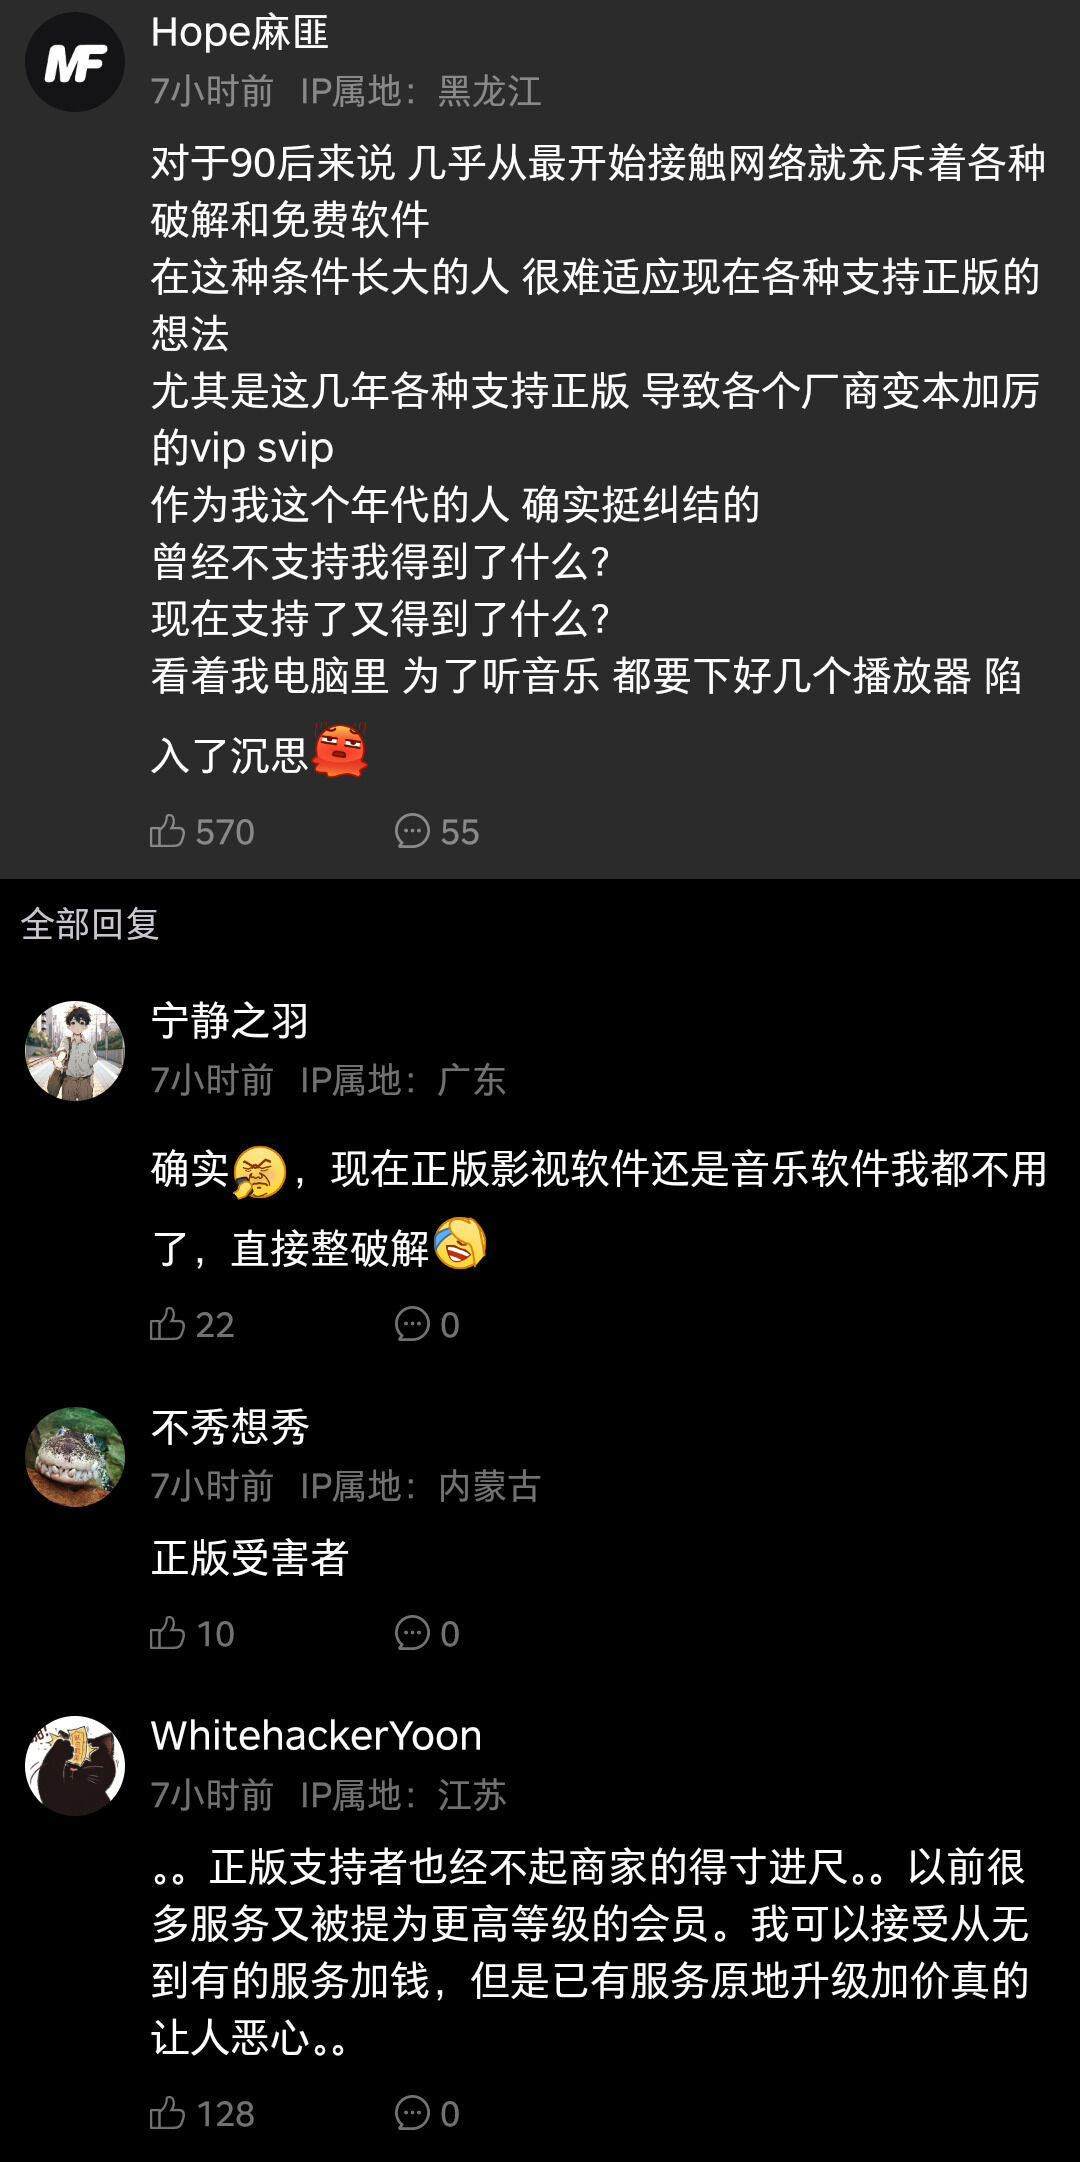 MF
Hope麻匪
7小时前 IP属地：黑龙江
对于90后来说 几乎从最开始接触网络就充斥着各种
破解和免费软件
在这种条件长大的人 很难适应现在各种支持正版的
想法
尤其是这几年各种支持正版 导致各个厂商变本加厉
的vip svip
作为我这个年代的人 确实挺纠结的
曾经不支持我得到了什么？
现在支持了又得到了什么？
看着我电脑里 为了听音乐 都要下好几个播放器 陷
入了沉思
570 55
全部回复
宁静之羽
7小时前 IP属地：广东
确实，现在正版影视软件还是音乐软件我都不用
了，直接整破解
22 0
不秀想秀
7小时前 IP属地：内蒙古
正版受害者
10 0
WhitehackerYoon
7小时前 IP属地：江苏
。。正版支持者也经不起商家的得寸进尺。。以前很
多服务又被提为更高等级的会员。我可以接受从无
到有的服务加钱，但是已有服务原地升级加价真的
让人恶心。。
128 0